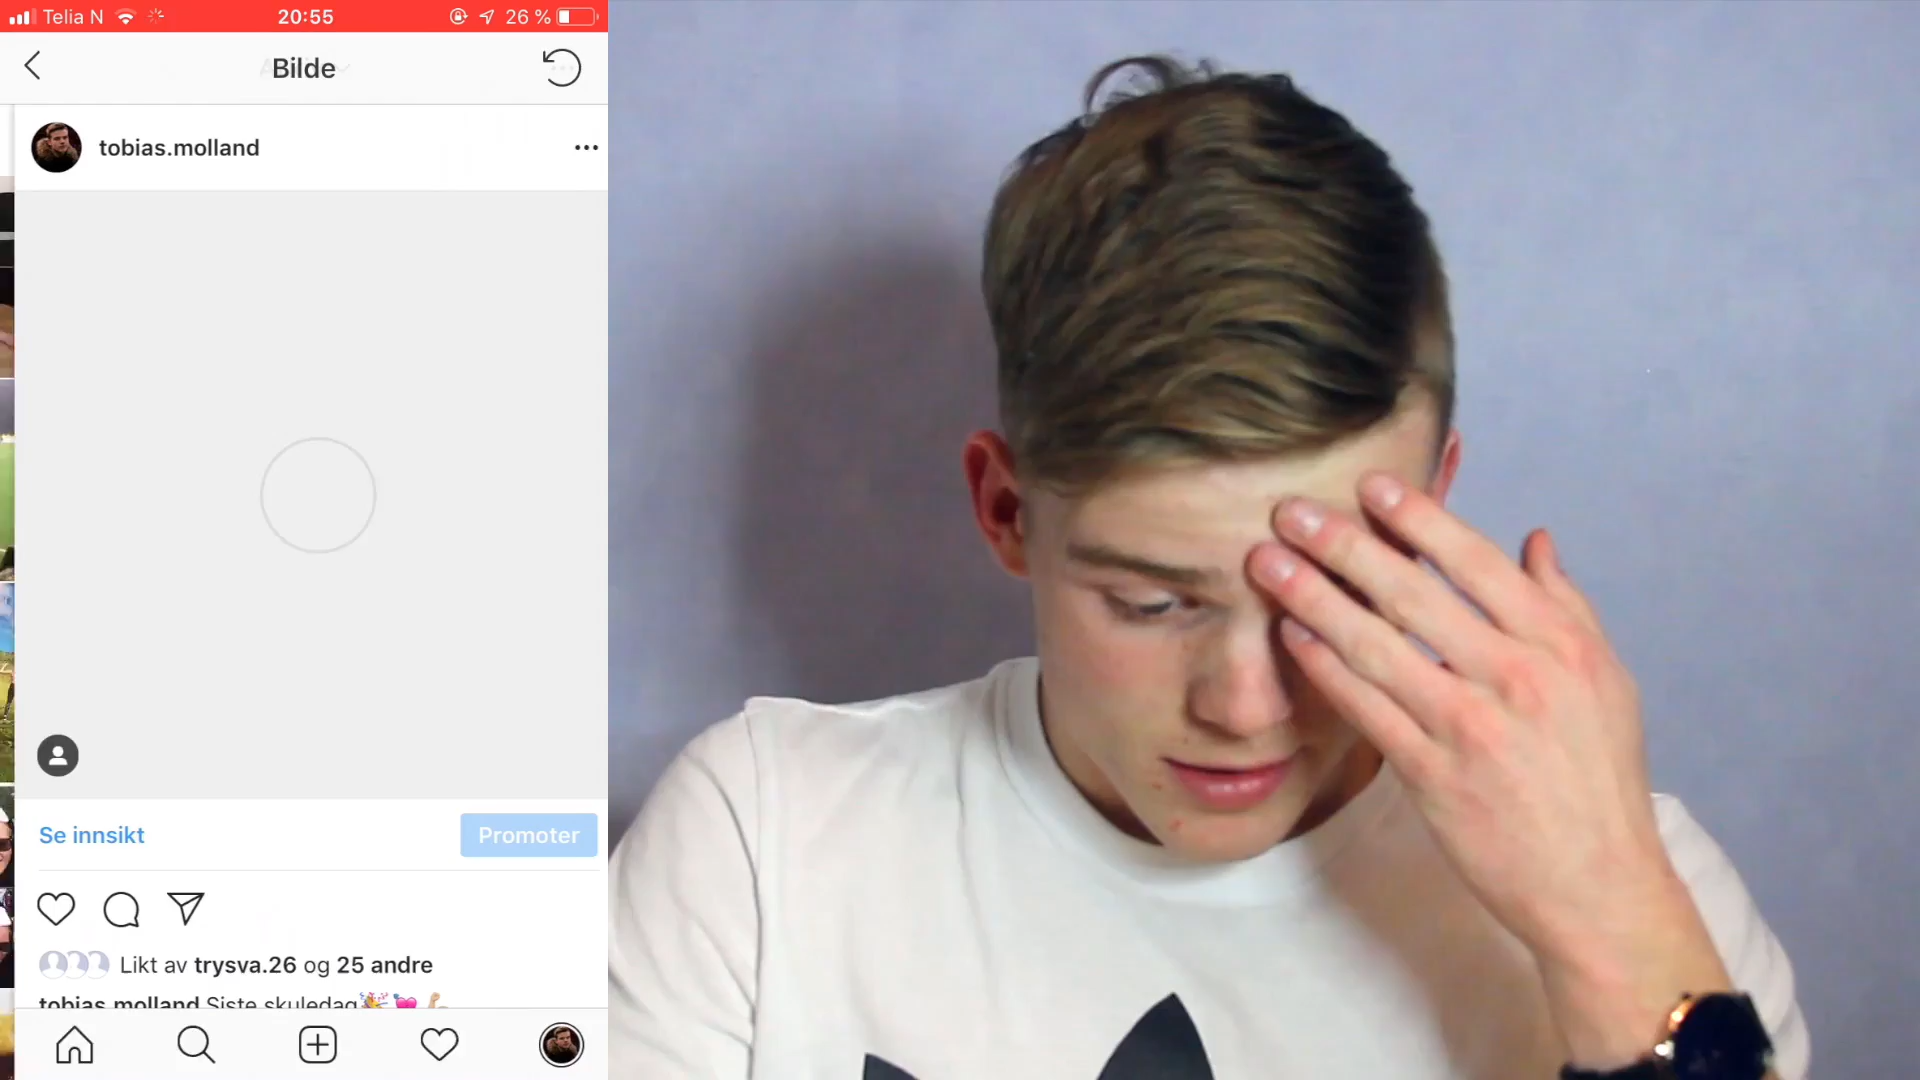 Telia N 20:55 26 %
Bilde
tobias.molland
Se innsikt
Promoter
Likt av trysva.26 og 25 andre
tobias.molland Siste skuledag🎉💘💪🏼